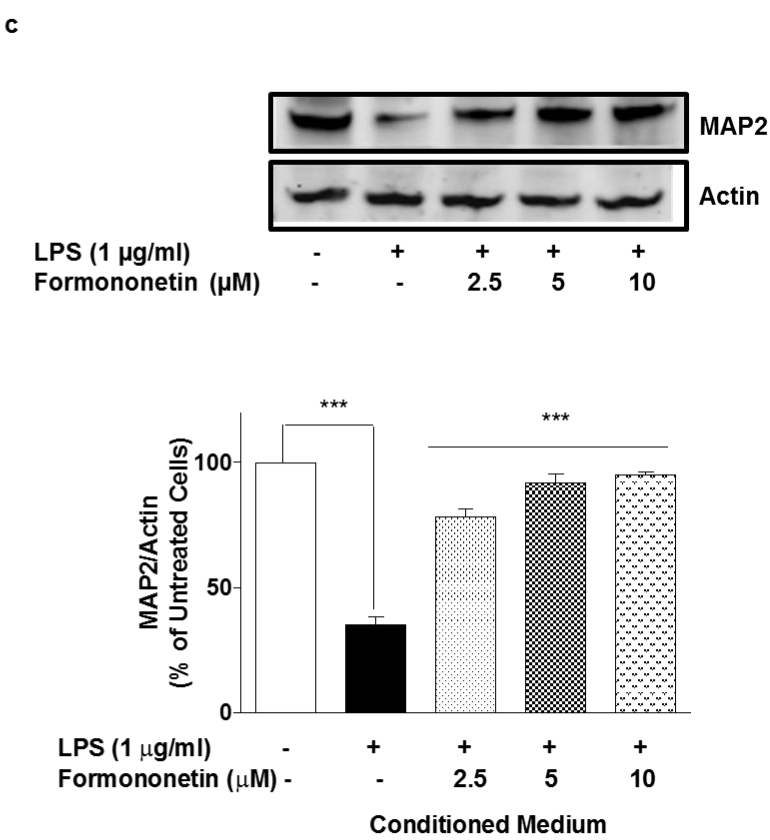 c
MAP2
Actin
LPS (1 µg/ml) - + + + +
Formononetin (µM) - - 2.5 5 10
***
***
MAP2/Actin
(% of Untreated Cells)
100
50
0
LPS (1 µg/ml) - + + + +
Formononetin (µM) - - 2.5 5 10
Conditioned Medium